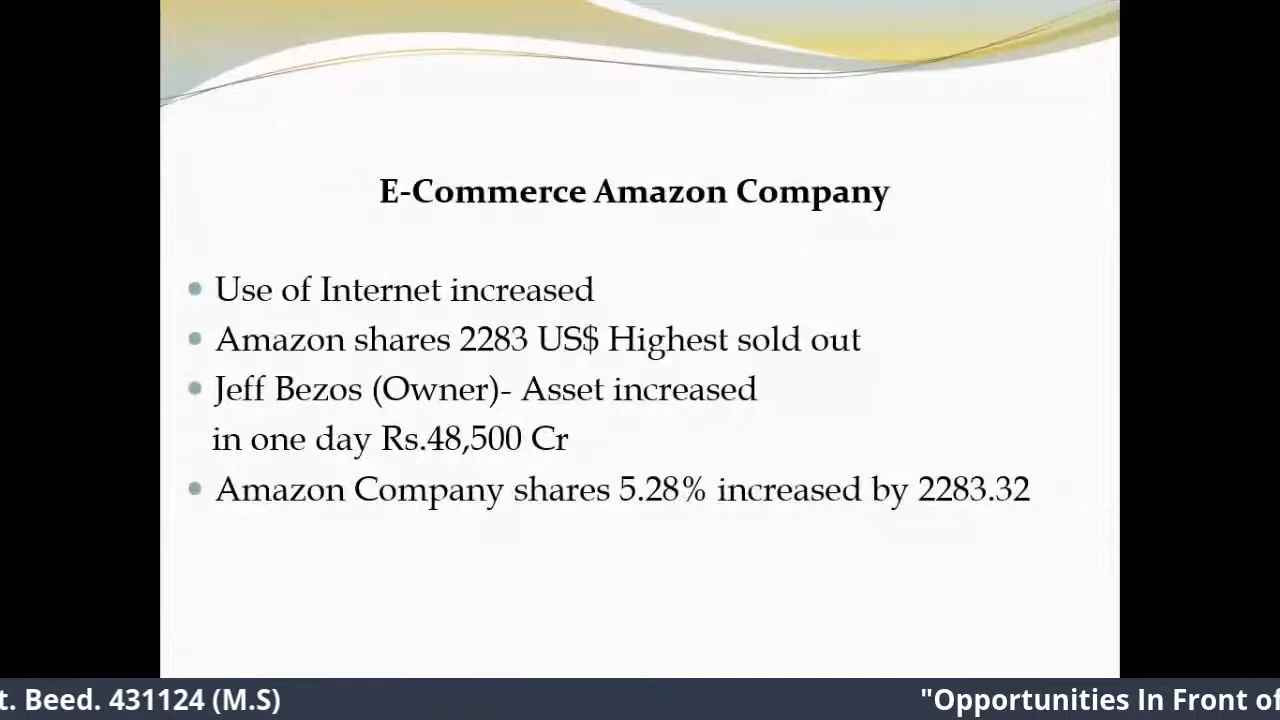 E-Commerce Amazon Company
• Use of Internet increased
• Amazon shares 2283 US$ Highest sold out
• Jeff Bezos (Owner)- Asset increased
in one day Rs.48,500 Cr
• Amazon Company shares 5.28% increased by 2283.32
t. Beed. 431124 (M.S) "Opportunities In Front of